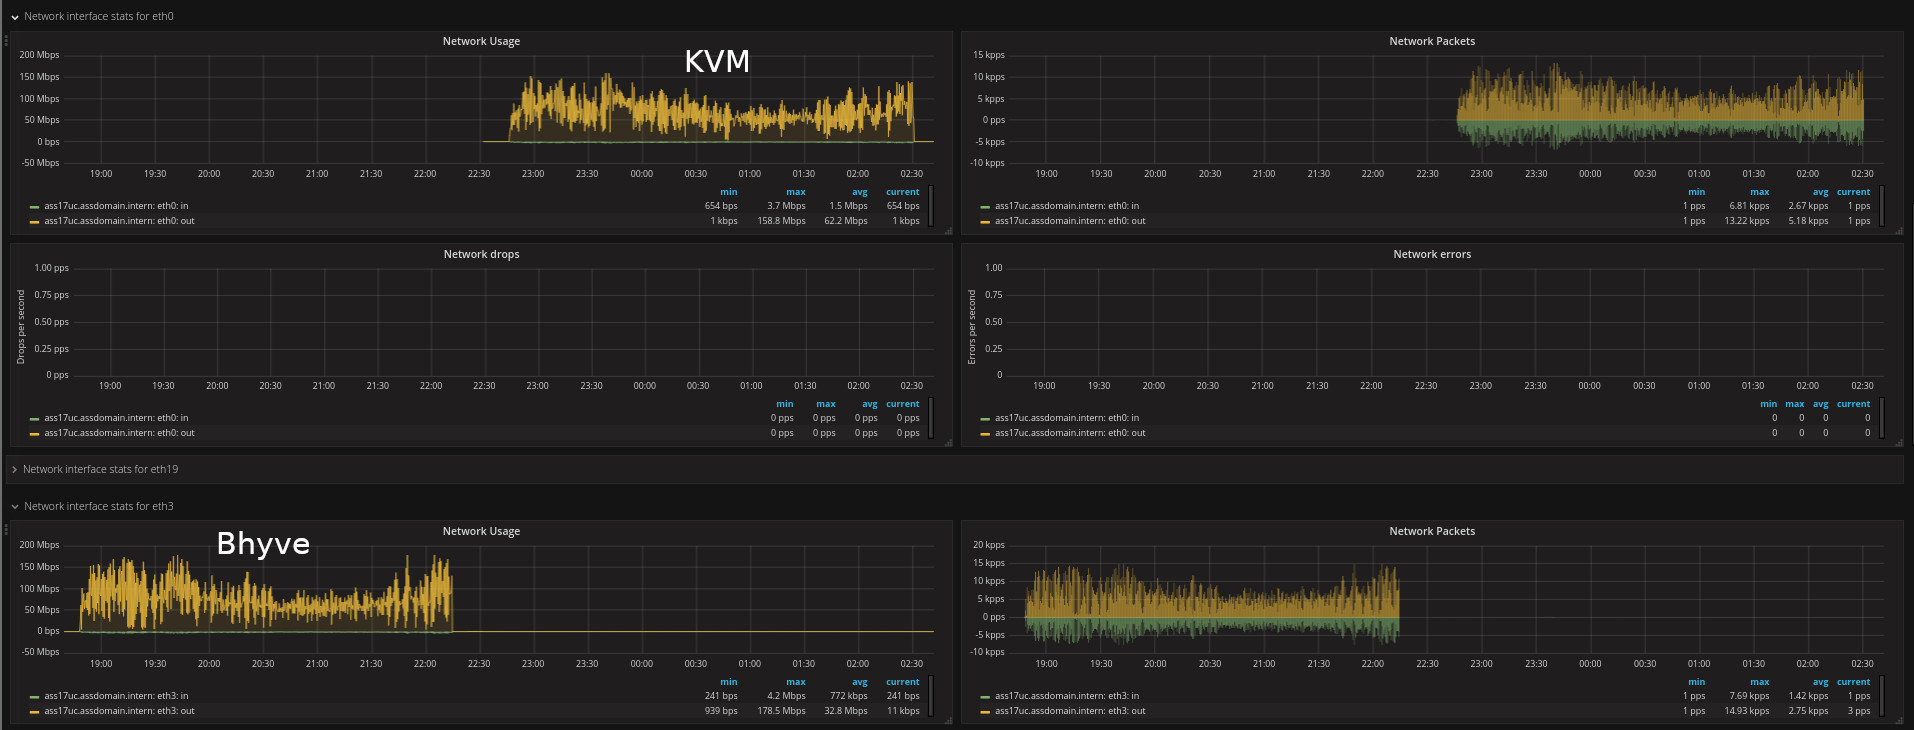 Network interface stats for eth0
Network Usage
KVM
200 Mbps
150 Mbps
100 Mbps
50 Mbps
0 bps
-50 Mbps
19:00 19:30 20:00 20:30 21:00 21:30 22:00 22:30 23:00 23:30 00:00 00:30 01:00 01:30 02:00 02:30
min max avg current
ass17uc.assdomain.intern: eth0: in 654 bps 3.7 Mbps 1.5 Mbps 654 bps
ass17uc.assdomain.intern: eth0: out 1 kbps 158.8 Mbps 62.2 Mbps 1 kbps
Network Packets
15 kpps
10 kpps
5 kpps
0 pps
-5 kpps
-10 kpps
19:00 19:30 20:00 20:30 21:00 21:30 22:00 22:30 23:00 23:30 00:00 00:30 01:00 01:30 02:00 02:30
min max avg current
ass17uc.assdomain.intern: eth0: in 1 pps 6.81 kpps 2.67 kpps 1 pps
ass17uc.assdomain.intern: eth0: out 1 pps 13.22 kpps 5.18 kpps 1 pps
Network drops
Drops per second
1.00 pps
0.75 pps
0.50 pps
0.25 pps
0 pps
19:00 19:30 20:00 20:30 21:00 21:30 22:00 22:30 23:00 23:30 00:00 00:30 01:00 01:30 02:00 02:30
min max avg current
ass17uc.assdomain.intern: eth0: in 0 pps 0 pps 0 pps 0 pps
ass17uc.assdomain.intern: eth0: out 0 pps 0 pps 0 pps 0 pps
Network errors
Errors per second
1.00
0.75
0.50
0.25
0
19:00 19:30 20:00 20:30 21:00 21:30 22:00 22:30 23:00 23:30 00:00 00:30 01:00 01:30 02:00 02:30
min max avg current
ass17uc.assdomain.intern: eth0: in 0 0 0 0
ass17uc.assdomain.intern: eth0: out 0 0 0 0
Network interface stats for eth19
Network interface stats for eth3
Network Usage
Bhyve
200 Mbps
150 Mbps
100 Mbps
50 Mbps
0 bps
-50 Mbps
19:00 19:30 20:00 20:30 21:00 21:30 22:00 22:30 23:00 23:30 00:00 00:30 01:00 01:30 02:00 02:30
min max avg current
ass17uc.assdomain.intern: eth3: in 241 bps 4.2 Mbps 772 kbps 241 bps
ass17uc.assdomain.intern: eth3: out 939 bps 178.5 Mbps 32.8 Mbps 11 kbps
Network Packets
20 kpps
15 kpps
10 kpps
5 kpps
0 pps
-5 kpps
-10 kpps
19:00 19:30 20:00 20:30 21:00 21:30 22:00 22:30 23:00 23:30 00:00 00:30 01:00 01:30 02:00 02:30
min max avg current
ass17uc.assdomain.intern: eth3: in 1 pps 7.69 kpps 1.42 kpps 1 pps
ass17uc.assdomain.intern: eth3: out 1 pps 14.93 kpps 2.75 kpps 3 pps